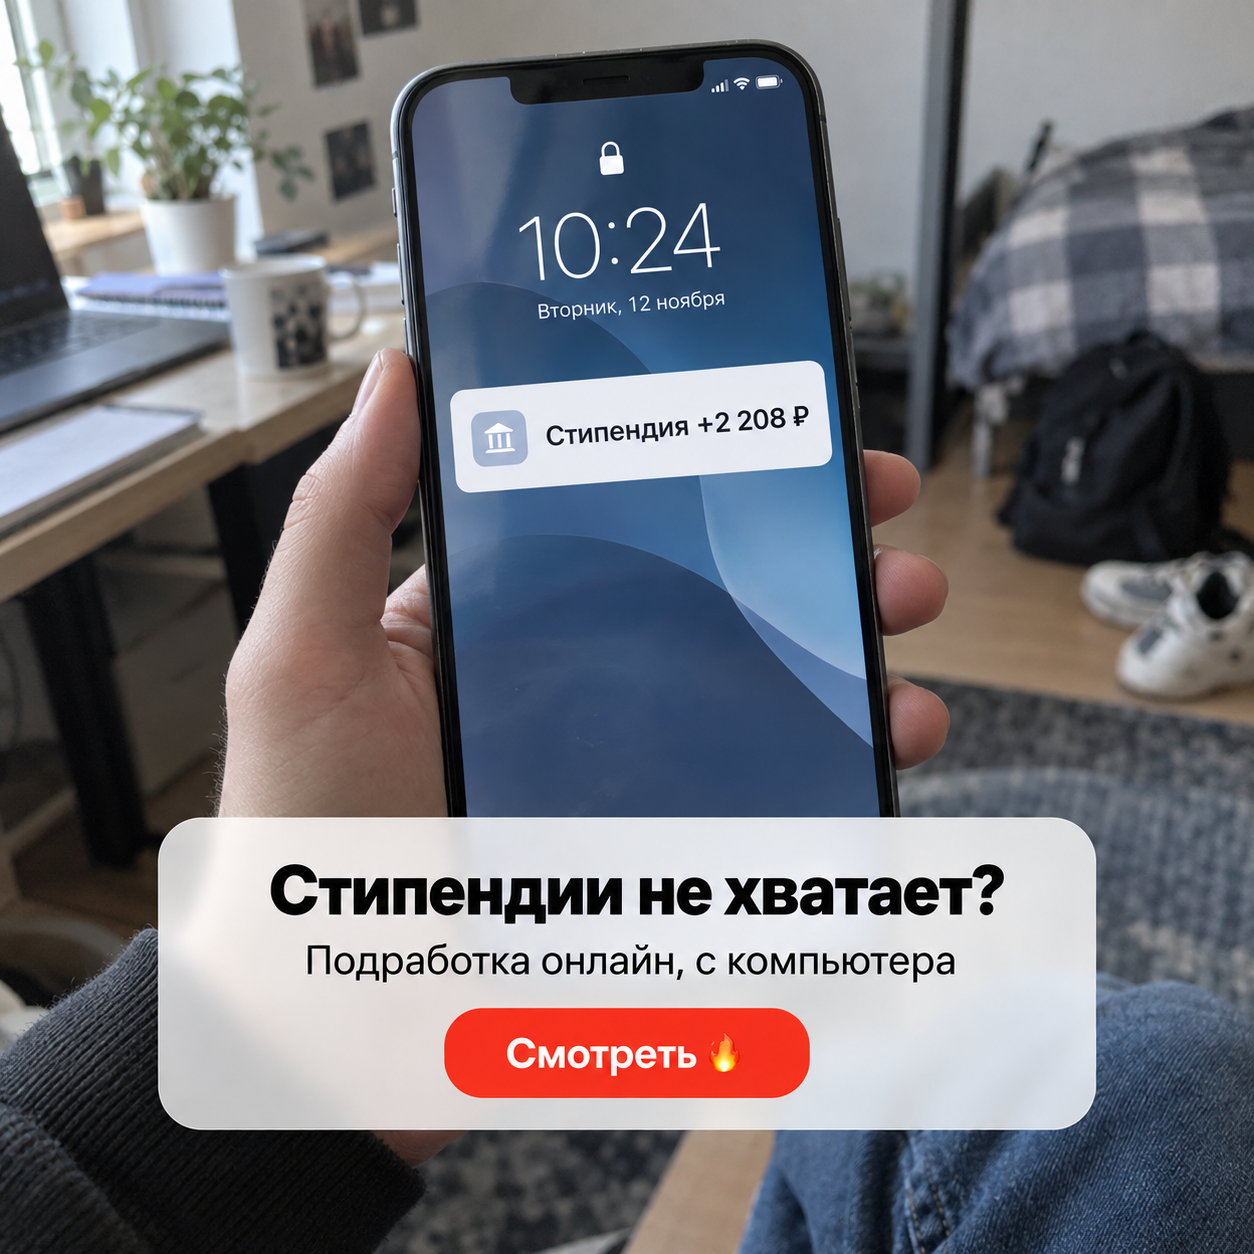 10:24
Вторник, 12 ноября
Стипендия +2 208 ₽
Стипендии не хватает?
Подработка онлайн, с компьютера
Смотреть 🔥